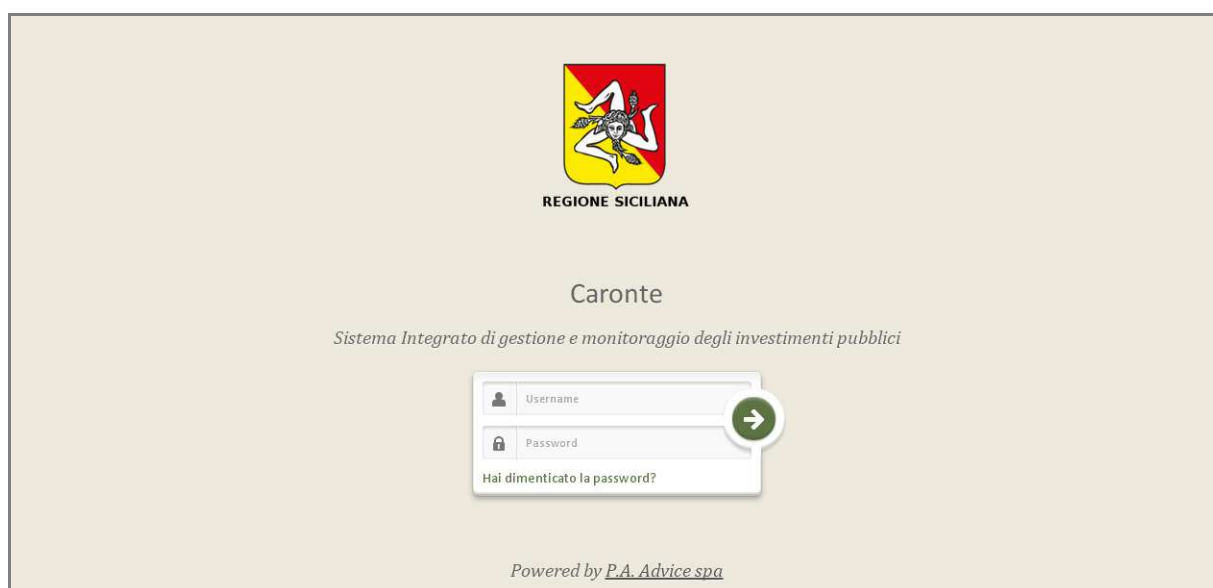 REGIONE SICILIANA
Caronte
Sistema Integrato di gestione e monitoraggio degli investimenti pubblici
Username
Password
Hai dimenticato la password?
Powered by P.A. Advice spa